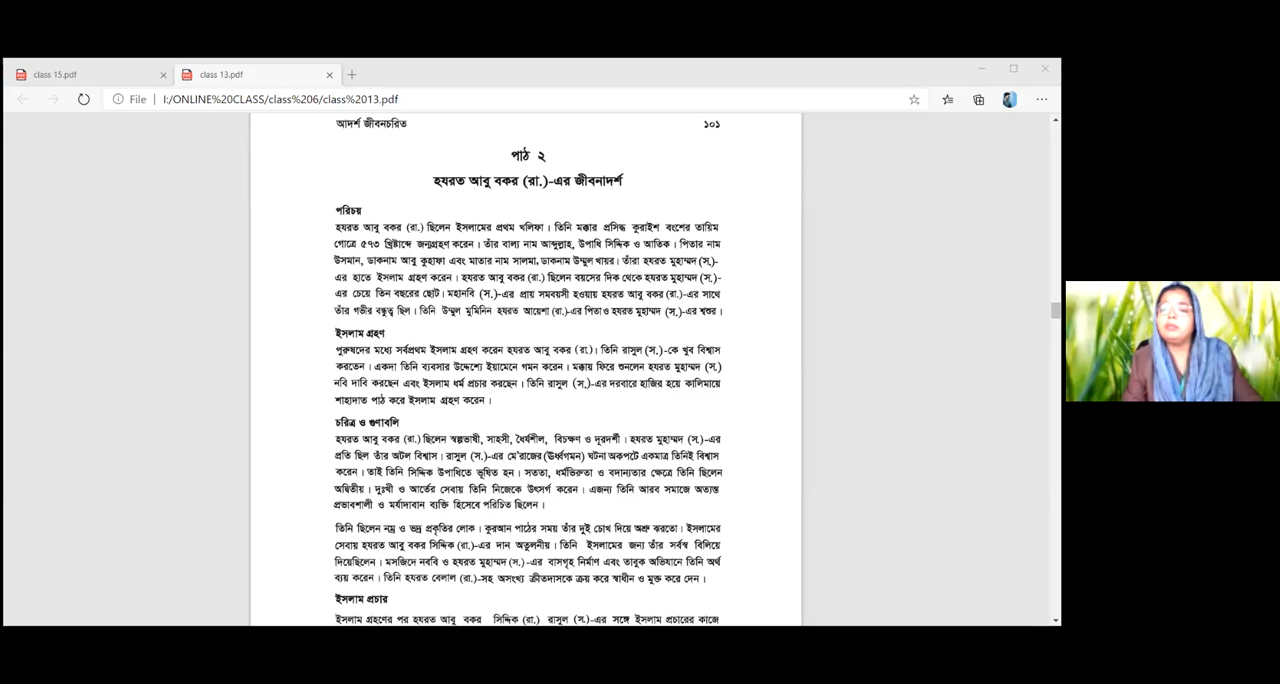 class 15.pdf
class 13.pdf
File | I:/ONLINE%20CLASS/class%206/class%2013.pdf
আদর্শ জীবনচরিত ১০১
পাঠ ২
হযরত আবু বকর (রা.)-এর জীবনাদর্শ
পরিচয়
হযরত আবু বকর (রা.) ছিলেন ইসলামের প্রথম খলিফা। তিনি মক্কার প্রসিদ্ধ কুরাইশ বংশের তায়িম
গোত্রে ৫৭৩ খ্রিষ্টাব্দে জন্মগ্রহণ করেন। তাঁর বাল্য নাম আব্দুল্লাহ, উপাধি সিদ্দিক ও আতিক। পিতার নাম
উসমান, ডাকনাম আবু কুহাফা এবং মাতার নাম সালমা, ডাকনাম উম্মুল খায়র। তাঁরা হযরত মুহাম্মদ (স.)-
এর হাতে ইসলাম গ্রহণ করেন। হযরত আবু বকর (রা.) ছিলেন বয়সের দিক থেকে হযরত মুহাম্মদ (স.)-
এর চেয়ে তিন বছরের ছোট। মহানবি (স.)-এর প্রায় সমবয়সী হওয়ায় হযরত আবু বকর (রা.)-এর সাথে
তাঁর গভীর বন্ধুত্ব ছিল। তিনি উম্মুল মুমিনিন হযরত আয়েশা (রা.)-এর পিতা ও হযরত মুহাম্মদ (স.)-এর শ্বশুর।
ইসলাম গ্রহণ
পুরুষদের মধ্যে সর্বপ্রথম ইসলাম গ্রহণ করেন হযরত আবু বকর (রা.)। তিনি রাসুল (স.)-কে খুব বিশ্বাস
করতেন। একদা তিনি ব্যবসার উদ্দেশ্যে ইয়ামেনে গমন করেন। মক্কায় ফিরে শুনলেন হযরত মুহাম্মদ (স.)
নবি দাবি করছেন এবং ইসলাম ধর্ম প্রচার করছেন। তিনি রাসুল (স.)-এর দরবারে হাজির হয়ে কালিমায়ে
শাহাদাত পাঠ করে ইসলাম গ্রহণ করেন।
চরিত্র ও গুণাবলি
হযরত আবু বকর (রা.) ছিলেন স্বল্পভাষী, সাহসী, ধৈর্যশীল, বিচক্ষণ ও দূরদর্শী। হযরত মুহাম্মদ (স.)-এর
প্রতি ছিল তাঁর অটল বিশ্বাস। রাসুল (স.)-এর মে'রাজের (ঊর্ধ্বগমন) ঘটনা অকপটে একমাত্র তিনিই বিশ্বাস
করেন। তাই তিনি সিদ্দিক উপাধিতে ভূষিত হন। সততা, ধর্মভিরুতা ও বদান্যতার ক্ষেত্রে তিনি ছিলেন
অদ্বিতীয়। দুঃখী ও আর্তের সেবায় তিনি নিজেকে উৎসর্গ করেন। এজন্য তিনি আরব সমাজে অত্যন্ত
প্রভাবশালী ও মর্যাদাবান ব্যক্তি হিসেবে পরিচিত ছিলেন।
তিনি ছিলেন নম্র ও ভদ্র প্রকৃতির লোক। কুরআন পাঠের সময় তাঁর দুই চোখ দিয়ে অশ্রু ঝরতো। ইসলামের
সেবায় হযরত আবু বকর সিদ্দিক (রা.)-এর দান অতুলনীয়। তিনি ইসলামের জন্য তাঁর সর্বস্ব বিলিয়ে
দিয়েছিলেন। মসজিদে নববি ও হযরত মুহাম্মদ (স.)-এর বাসগৃহ নির্মাণ এবং তাবুক অভিযানে তিনি অর্থ
ব্যয় করেন। তিনি হযরত বেলাল (রা.)-সহ অসংখ্য ক্রীতদাসকে ক্রয় করে স্বাধীন ও মুক্ত করে দেন।
ইসলাম প্রচার
ইসলাম গ্রহণের পর হযরত আবু বকর সিদ্দিক (রা.) রাসুল (স.)-এর সঙ্গে ইসলাম প্রচারের কাজে